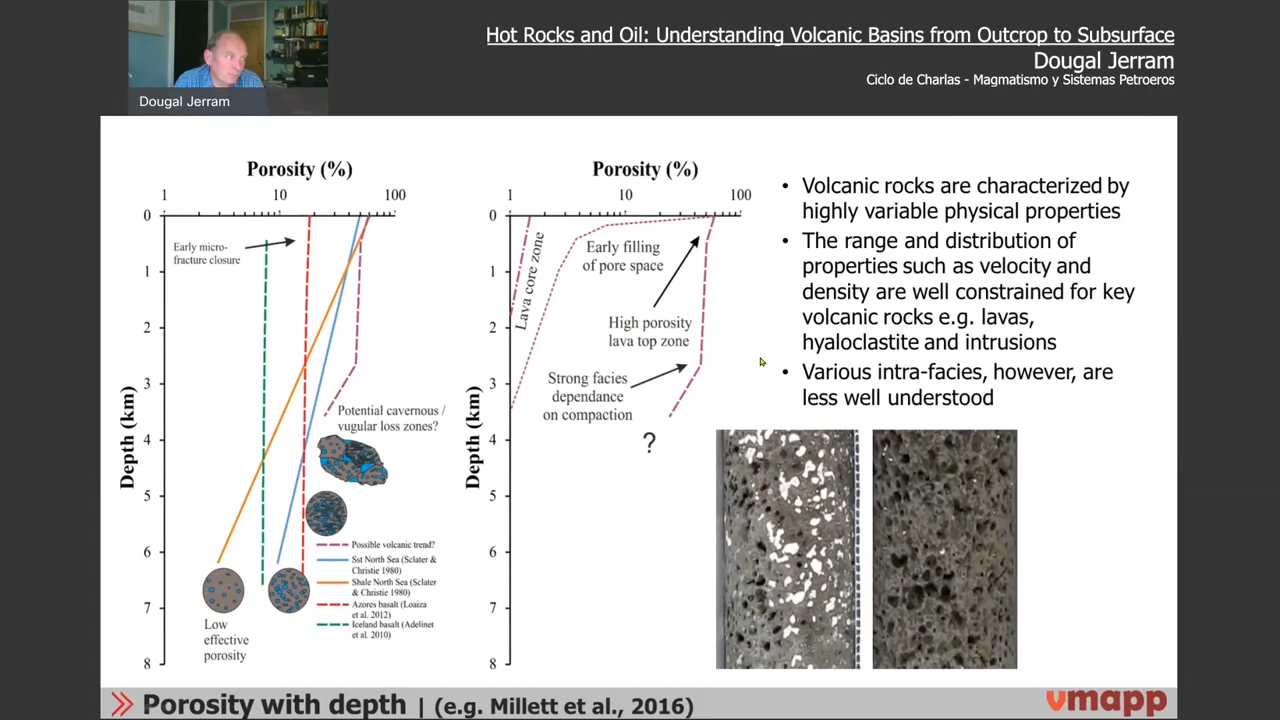 Hot Rocks and Oil: Understanding Volcanic Basins from Outcrop to Subsurface
Dougal Jerram
Ciclo de Charlas - Magmatismo y Sistemas Petroeros
Dougal Jerram
Porosity (%)
1 10 100
0
1
2
3
4
5
6
7
8
Depth (km)
Early micro-
fracture closure
Potential cavernous /
vugular loss zones?
Possible volcanic trend?
Sst North Sea (Sclater &
Christie 1980)
Shale North Sea (Sclater
& Christie 1980)
Azores basalt (Loaiza
et al. 2012)
Iceland basalt (Adelinet
et al. 2010)
Low
effective
porosity
Porosity (%)
1 10 100
0
1
2
3
4
5
6
7
8
Depth (km)
Lava core zone
Early filling
of pore space
High porosity
lava top zone
Strong facies
dependance
on compaction
?
• Volcanic rocks are characterized by
highly variable physical properties
• The range and distribution of
properties such as velocity and
density are well constrained for key
volcanic rocks e.g. lavas,
hyaloclastite and intrusions
• Various intra-facies, however, are
less well understood
Porosity with depth | (e.g. Millett et al., 2016)
vmapp